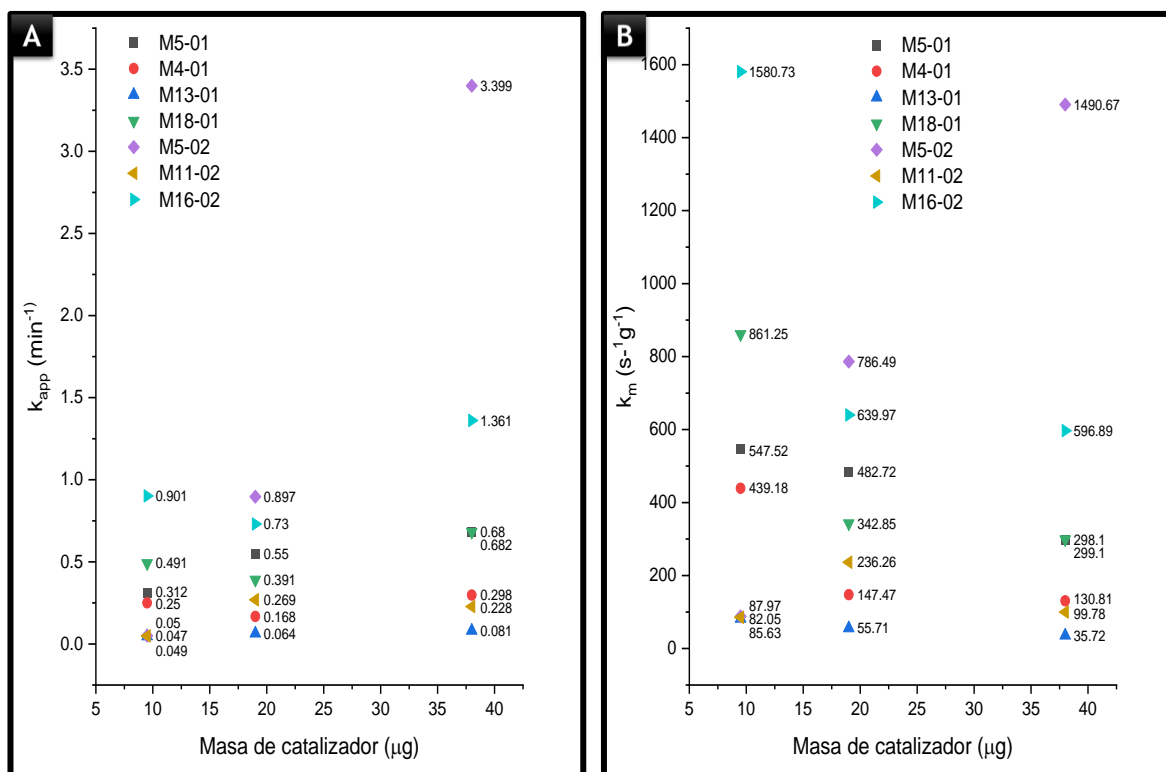 A
M5-01
M4-01
M13-01
M18-01
M5-02
M11-02
M16-02
3.5
3.0
2.5
2.0
1.5
1.0
0.5
0.0
k_app (min⁻¹)
3.399
1.361
0.901
0.897
0.73
0.55
0.68
0.682
0.491
0.391
0.312
0.25
0.269
0.298
0.228
0.168
0.05
0.047
0.049
0.064
0.081
5 10 15 20 25 30 35 40
Masa de catalizador (μg)
B
M5-01
M4-01
M13-01
M18-01
M5-02
M11-02
M16-02
1600
1400
1200
1000
800
600
400
200
0
k_m (s-¹g⁻¹)
1580.73
1490.67
861.25
786.49
639.97
596.89
547.52
482.72
439.18
342.85
298.1
299.1
236.26
147.47
130.81
99.78
87.97
82.05
85.63
55.71
35.72
5 10 15 20 25 30 35 40
Masa de catalizador (μg)